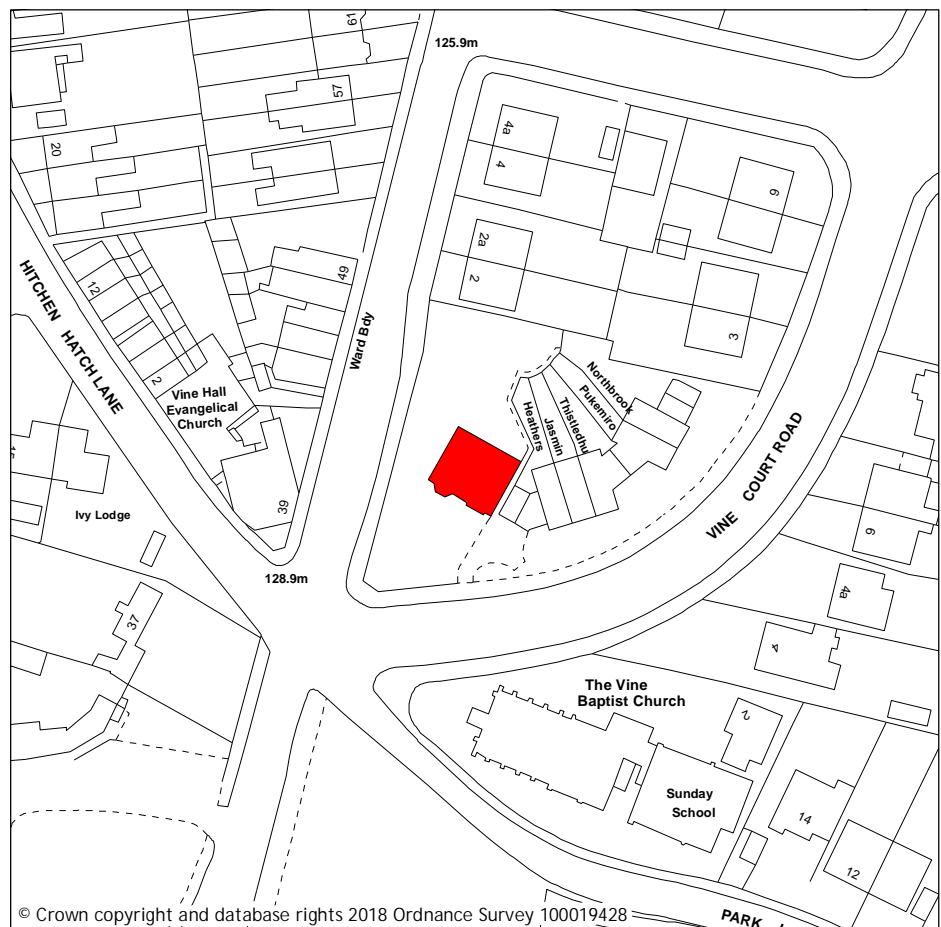 61
125.9m
57
4a
20
4
6
2a
49
2
12
HITCHEN HATCH LANE
Ward Bdy
3
2
Vine Hall
Evangelical
Church
Northbrook
Pukemiro
Thistledhu
Jasmin
Heathers
VINE COURT ROAD
39
Ivy Lodge
6
128.9m
4a
37
4
The Vine
Baptist Church
2
Sunday
School
14
12
PARK
© Crown copyright and database rights 2018 Ordnance Survey 100019428